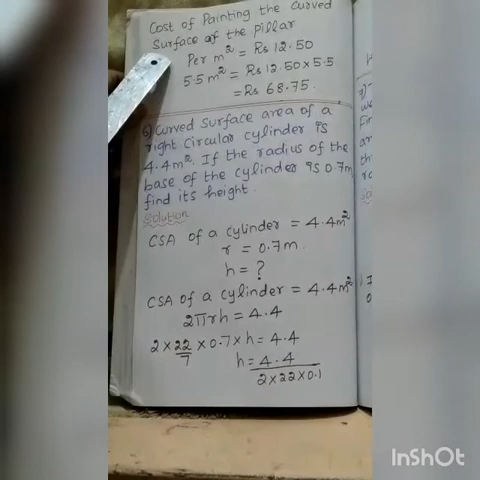 Cost of Painting the curved
Surface of the Pillar
Per m² = Rs 12.50
5.5 m² = Rs 12.50 × 5.5
= Rs 68.75.
6) Curved Surface area of a
right circular cylinder is
4.4m². If the radius of the
base of the cylinder is 0.7m
find its height.
Solution
CSA of a cylinder = 4.4m²
r = 0.7m.
h = ?
CSA of a cylinder = 4.4m²
2πrh = 4.4
2 × 22/7 × 0.7 × h = 4.4
h = 4.4
2 × 22 × 0.1
InShOt